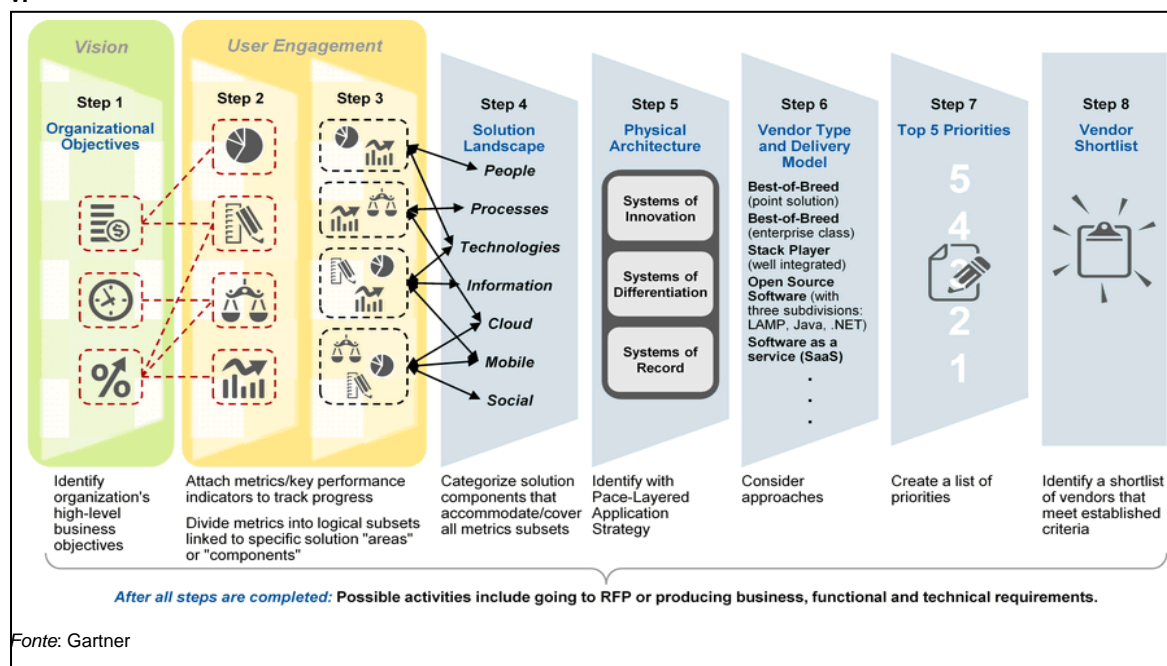 Vision
User Engagement
Step 1
Organizational
Objectives
Step 2
Step 3
Step 4
Solution
Landscape
People
Processes
Technologies
Information
Cloud
Mobile
Social
Step 5
Physical
Architecture
Systems of
Innovation
Systems of
Differentiation
Systems of
Record
Step 6
Vendor Type
and Delivery
Model
Best-of-Breed
(point solution)
Best-of-Breed
(enterprise class)
Stack Player
(well integrated)
Open Source
Software (with
three subdivisions:
LAMP, Java, .NET)
Software as a
service (SaaS)
.
.
.
Step 7
Top 5 Priorities
5
4
3
2
1
Step 8
Vendor
Shortlist
Identify
organization's
high-level
business
objectives
Attach metrics/key performance
indicators to track progress
Divide metrics into logical subsets
linked to specific solution "areas"
or "components"
Categorize solution
components that
accommodate/cover
all metrics subsets
Identify with
Pace-Layered
Application
Strategy
Consider
approaches
Create a list of
priorities
Identify a shortlist
of vendors that
meet established
criteria
After all steps are completed: Possible activities include going to RFP or producing business, functional and technical requirements.
Fonte: Gartner